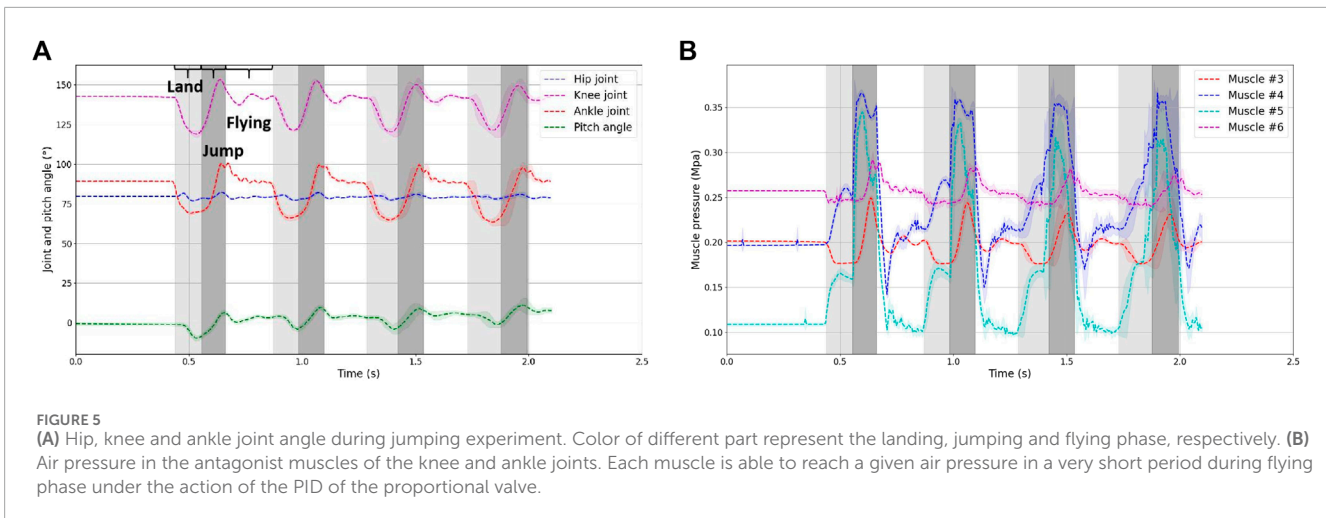 A
Land
Jump
Flying
Hip joint
Knee joint
Ankle joint
Pitch angle
Joint and pitch angle (°)
150
125
100
75
50
25
0
0.0
0.5
1.0
1.5
2.0
2.5
Time (s)
B
Muscle #3
Muscle #4
Muscle #5
Muscle #6
Muscle pressure (Mpa)
0.35
0.30
0.25
0.20
0.15
0.10
0.0
0.5
1.0
1.5
2.0
2.5
Time (s)
FIGURE 5
(A) Hip, knee and ankle joint angle during jumping experiment. Color of different part represent the landing, jumping and flying phase, respectively. (B)
Air pressure in the antagonist muscles of the knee and ankle joints. Each muscle is able to reach a given air pressure in a very short period during flying
phase under the action of the PID of the proportional valve.